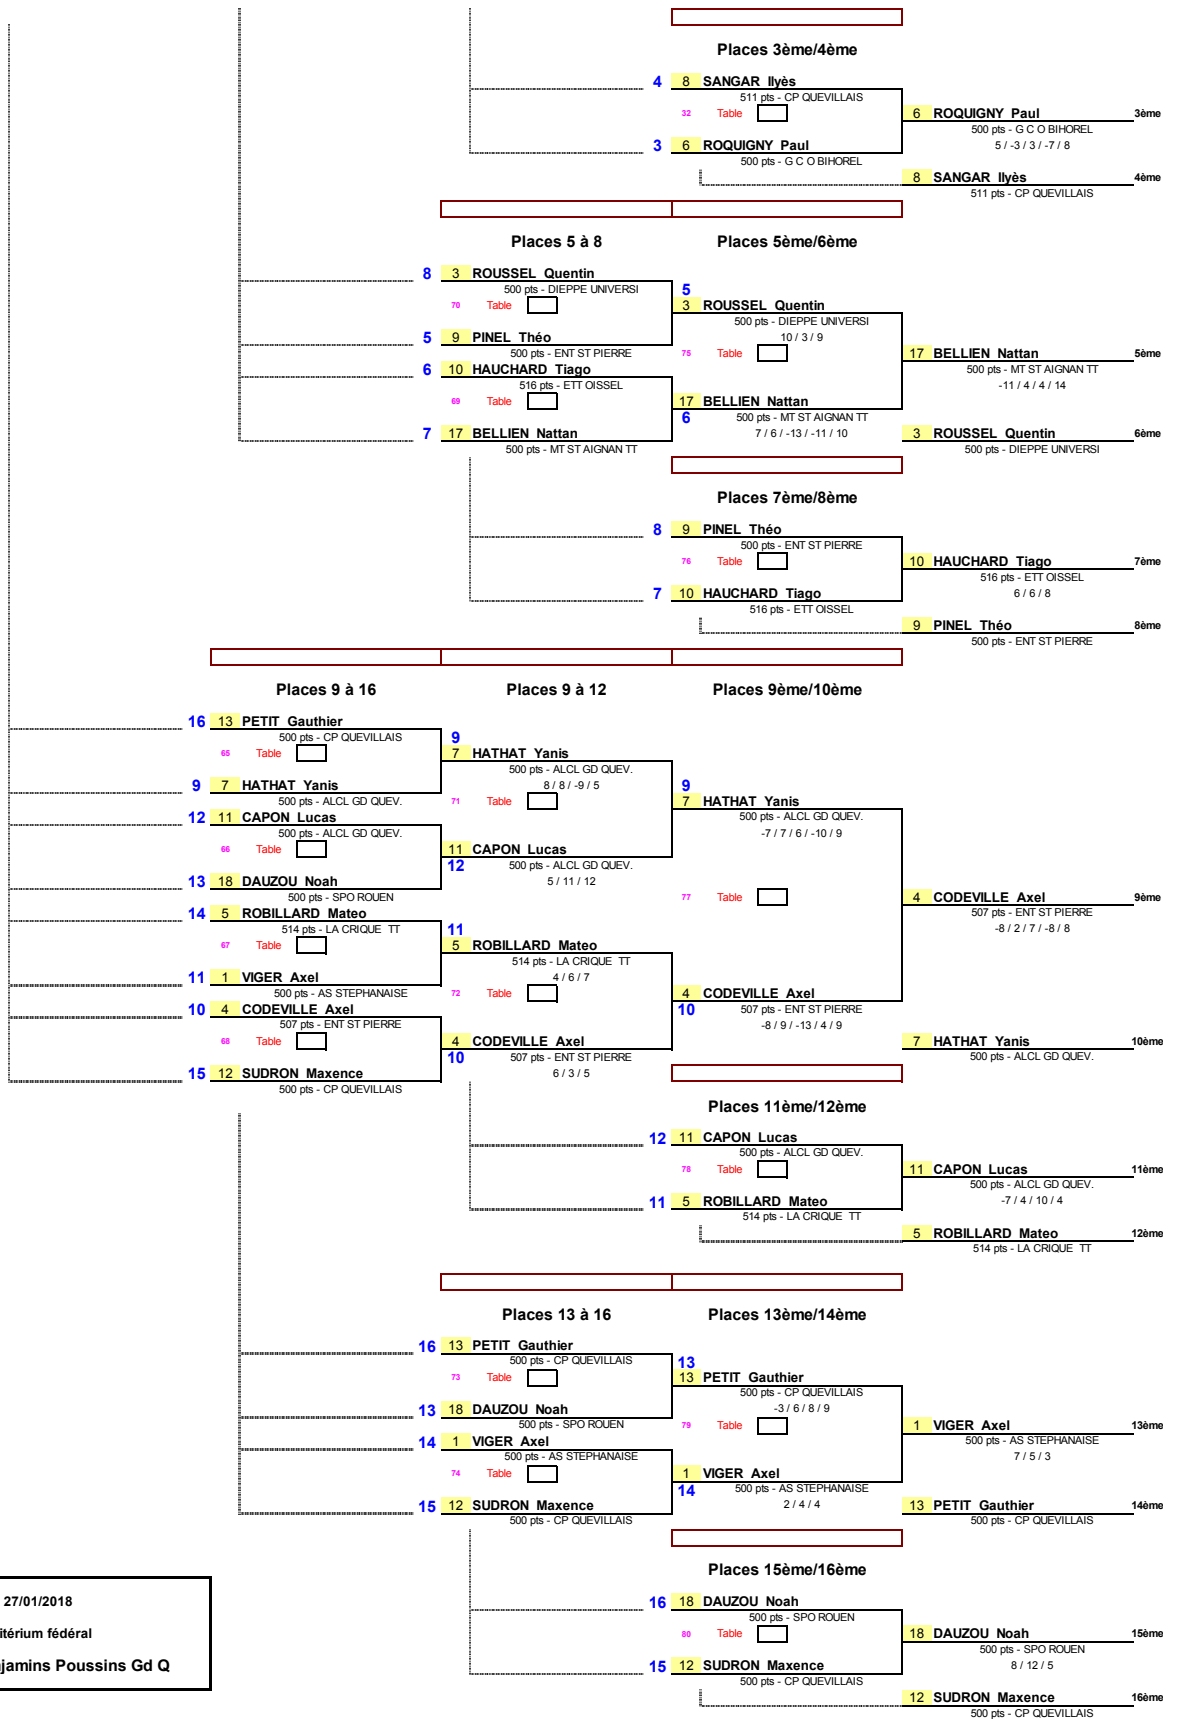 Places 3ème/4ème
4 8 SANGAR Ilyès
511 pts - CP QUEVILLAIS
32 Table
6 ROQUIGNY Paul 3ème
500 pts - G C O BIHOREL
5 / -3 / 3 / -7 / 8
3 6 ROQUIGNY Paul
500 pts - G C O BIHOREL
8 SANGAR Ilyès 4ème
511 pts - CP QUEVILLAIS
Places 5 à 8 Places 5ème/6ème
8 3 ROUSSEL Quentin
500 pts - DIEPPE UNIVERSI
5
70 Table
3 ROUSSEL Quentin
500 pts - DIEPPE UNIVERSI
10 / 3 / 9
5 9 PINEL Théo
500 pts - ENT ST PIERRE
75 Table
17 BELLIEN Nattan 5ème
500 pts - MT ST AIGNAN TT
-11 / 4 / 4 / 14
6 10 HAUCHARD Tiago
516 pts - ETT OISSEL
69 Table
17 BELLIEN Nattan
6 500 pts - MT ST AIGNAN TT
7 / 6 / -13 / -11 / 10
7 17 BELLIEN Nattan
500 pts - MT ST AIGNAN TT
3 ROUSSEL Quentin 6ème
500 pts - DIEPPE UNIVERSI
Places 7ème/8ème
8 9 PINEL Théo
500 pts - ENT ST PIERRE
76 Table
10 HAUCHARD Tiago 7ème
516 pts - ETT OISSEL
6 / 6 / 8
7 10 HAUCHARD Tiago
516 pts - ETT OISSEL
9 PINEL Théo 8ème
500 pts - ENT ST PIERRE
Places 9 à 16 Places 9 à 12 Places 9ème/10ème
16 13 PETIT Gauthier
500 pts - CP QUEVILLAIS
9
65 Table
7 HATHAT Yanis
500 pts - ALCL GD QUEV.
8 / 8 / -9 / 5
9 7 HATHAT Yanis
500 pts - ALCL GD QUEV.
9
71 Table
7 HATHAT Yanis
500 pts - ALCL GD QUEV.
-7 / 7 / 6 / -10 / 9
12 11 CAPON Lucas
500 pts - ALCL GD QUEV.
66 Table
11 CAPON Lucas
12 500 pts - ALCL GD QUEV.
5 / 11 / 12
13 18 DAUZOU Noah
500 pts - SPO ROUEN
77 Table
4 CODEVILLE Axel 9ème
507 pts - ENT ST PIERRE
-8 / 2 / 7 / -8 / 8
14 5 ROBILLARD Mateo
514 pts - LA CRIQUE TT
11
67 Table
5 ROBILLARD Mateo
514 pts - LA CRIQUE TT
4 / 6 / 7
11 1 VIGER Axel
500 pts - AS STEPHANAISE
72 Table
4 CODEVILLE Axel
10 507 pts - ENT ST PIERRE
-8 / 9 / -13 / 4 / 9
10 4 CODEVILLE Axel
507 pts - ENT ST PIERRE
68 Table
4 CODEVILLE Axel
10 507 pts - ENT ST PIERRE
6 / 3 / 5
7 HATHAT Yanis 10ème
500 pts - ALCL GD QUEV.
15 12 SUDRON Maxence
500 pts - CP QUEVILLAIS
Places 11ème/12ème
12 11 CAPON Lucas
500 pts - ALCL GD QUEV.
78 Table
11 CAPON Lucas 11ème
500 pts - ALCL GD QUEV.
-7 / 4 / 10 / 4
11 5 ROBILLARD Mateo
514 pts - LA CRIQUE TT
5 ROBILLARD Mateo 12ème
514 pts - LA CRIQUE TT
Places 13 à 16 Places 13ème/14ème
16 13 PETIT Gauthier
500 pts - CP QUEVILLAIS
13
73 Table
13 PETIT Gauthier
500 pts - CP QUEVILLAIS
-3 / 6 / 8 / 9
13 18 DAUZOU Noah
500 pts - SPO ROUEN
79 Table
1 VIGER Axel 13ème
500 pts - AS STEPHANAISE
7 / 5 / 3
14 1 VIGER Axel
500 pts - AS STEPHANAISE
74 Table
1 VIGER Axel
14 500 pts - AS STEPHANAISE
2 / 4 / 4
15 12 SUDRON Maxence
500 pts - CP QUEVILLAIS
13 PETIT Gauthier 14ème
500 pts - CP QUEVILLAIS
Places 15ème/16ème
16 18 DAUZOU Noah
500 pts - SPO ROUEN
80 Table
18 DAUZOU Noah 15ème
500 pts - SPO ROUEN
8 / 12 / 5
15 12 SUDRON Maxence
500 pts - CP QUEVILLAIS
12 SUDRON Maxence 16ème
500 pts - CP QUEVILLAIS
27/01/2018
itérium fédéral
jamins Poussins Gd Q